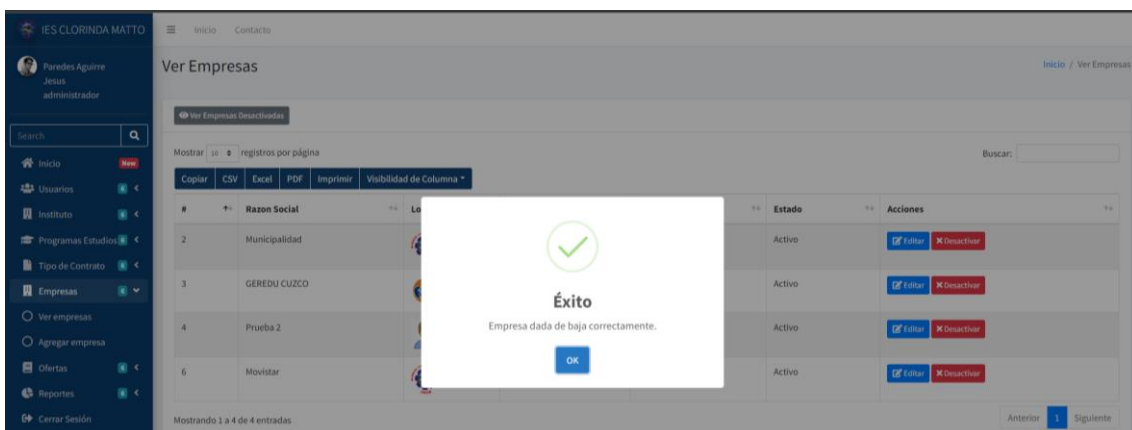 IES CLORINDA MATTO
Inicio Contacto
Paredes Aguirre
Jesus
administrador
Ver Empresas
Inicio / Ver Empresas
Ver Empresas Desactivadas
Search
Mostrar 10 registros por página
Buscar:
Copiar CSV Excel PDF Imprimir Visibilidad de Columna
Inicio New
Usuarios
Instituto
Programas Estudios
Tipo de Contrato
Empresas
Ver empresas
Agregar empresa
Ofertas
Reportes
Cerrar Sesión
# Razon Social Lo Estado Acciones
2 Municipalidad Activo Editar Desactivar
3 GEREDU CUZCO Activo Editar Desactivar
4 Prueba 2 Activo Editar Desactivar
6 Movistar Activo Editar Desactivar
Éxito
Empresa dada de baja correctamente.
OK
Mostrando 1 a 4 de 4 entradas
Anterior 1 Siguiente